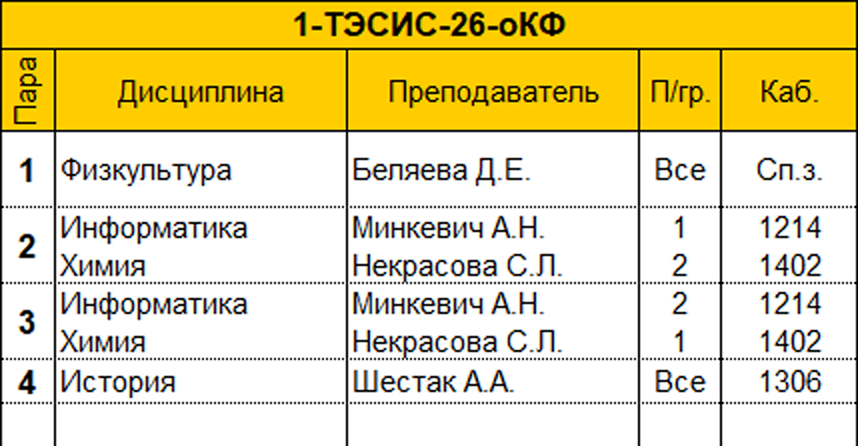 1-ТЭСИС-26-оКФ
Пара Дисциплина Преподаватель П/гр. Каб.
1 Физкультура Беляева Д.Е. Все Сп.з.
2 Информатика Минкевич А.Н. 1 1214
Химия Некрасова С.Л. 2 1402
3 Информатика Минкевич А.Н. 2 1214
Химия Некрасова С.Л. 1 1402
4 История Шестак А.А. Все 1306